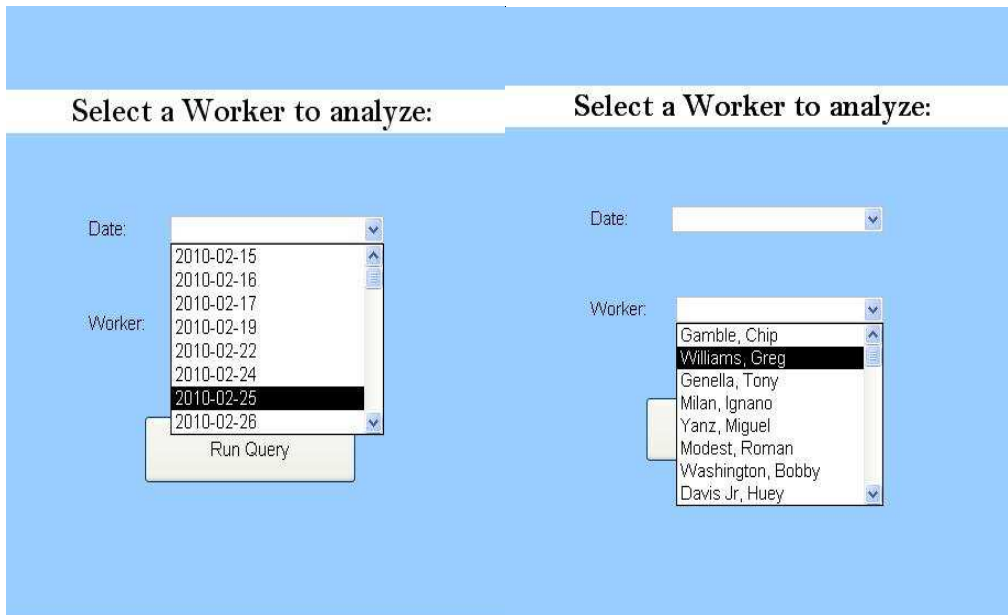 Select a Worker to analyze:
Date:
2010-02-15
2010-02-16
2010-02-17
2010-02-19
2010-02-22
2010-02-24
2010-02-25
2010-02-26
Worker:
Run Query
Select a Worker to analyze:
Date:
Worker:
Gamble, Chip
Williams, Greg
Genella, Tony
Milan, Ignano
Yanz, Miguel
Modest, Roman
Washington, Bobby
Davis Jr, Huey